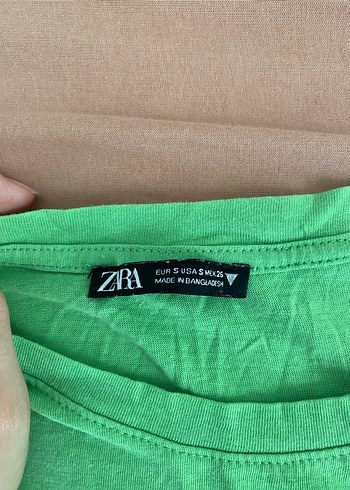 ZARA
EUR S USA S MEX 26
MADE IN BANGLADESH